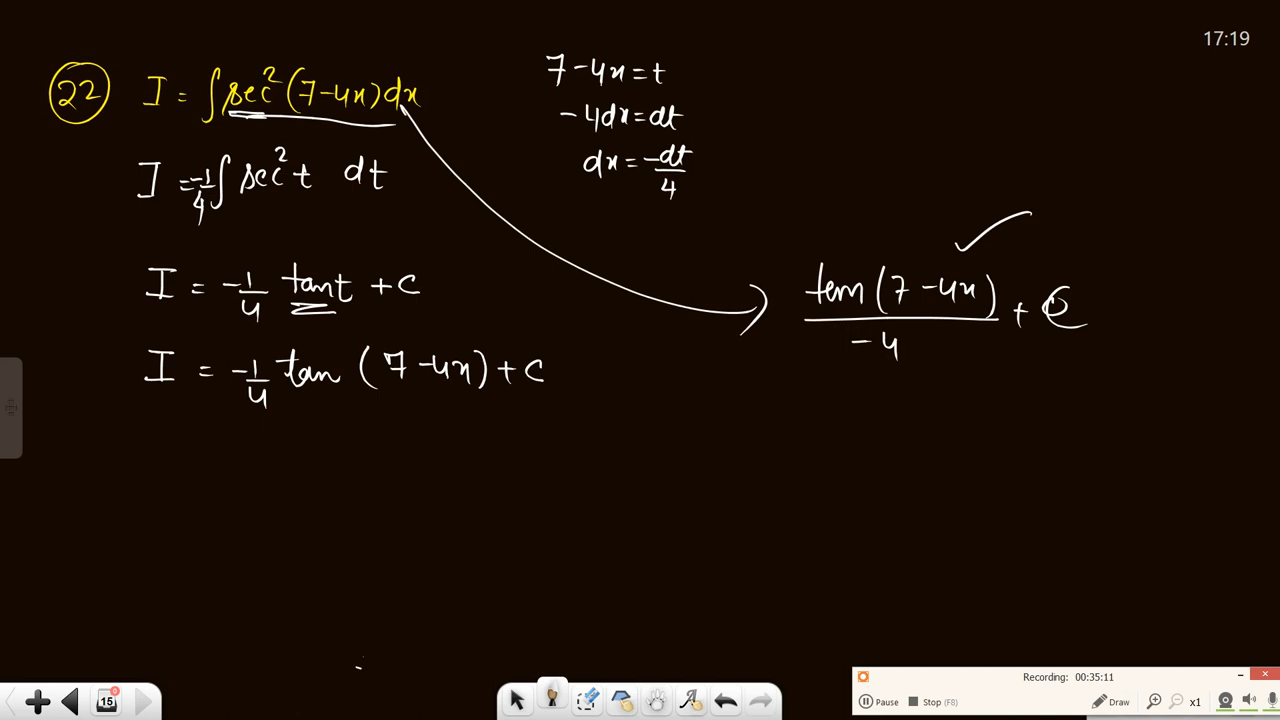 17:19
22 I = ∫sec²(7-4x)dx
7-4x=t
-4dx=dt
dx=-dt/4
I = -1/4 ∫sec²t dt
I = -1/4 tant + c
tan(7-4x)/-4 + C
I = -1/4 tan (7-4x) + c
15
0
Recording: 00:35:11
Pause Stop (F8) Draw x1